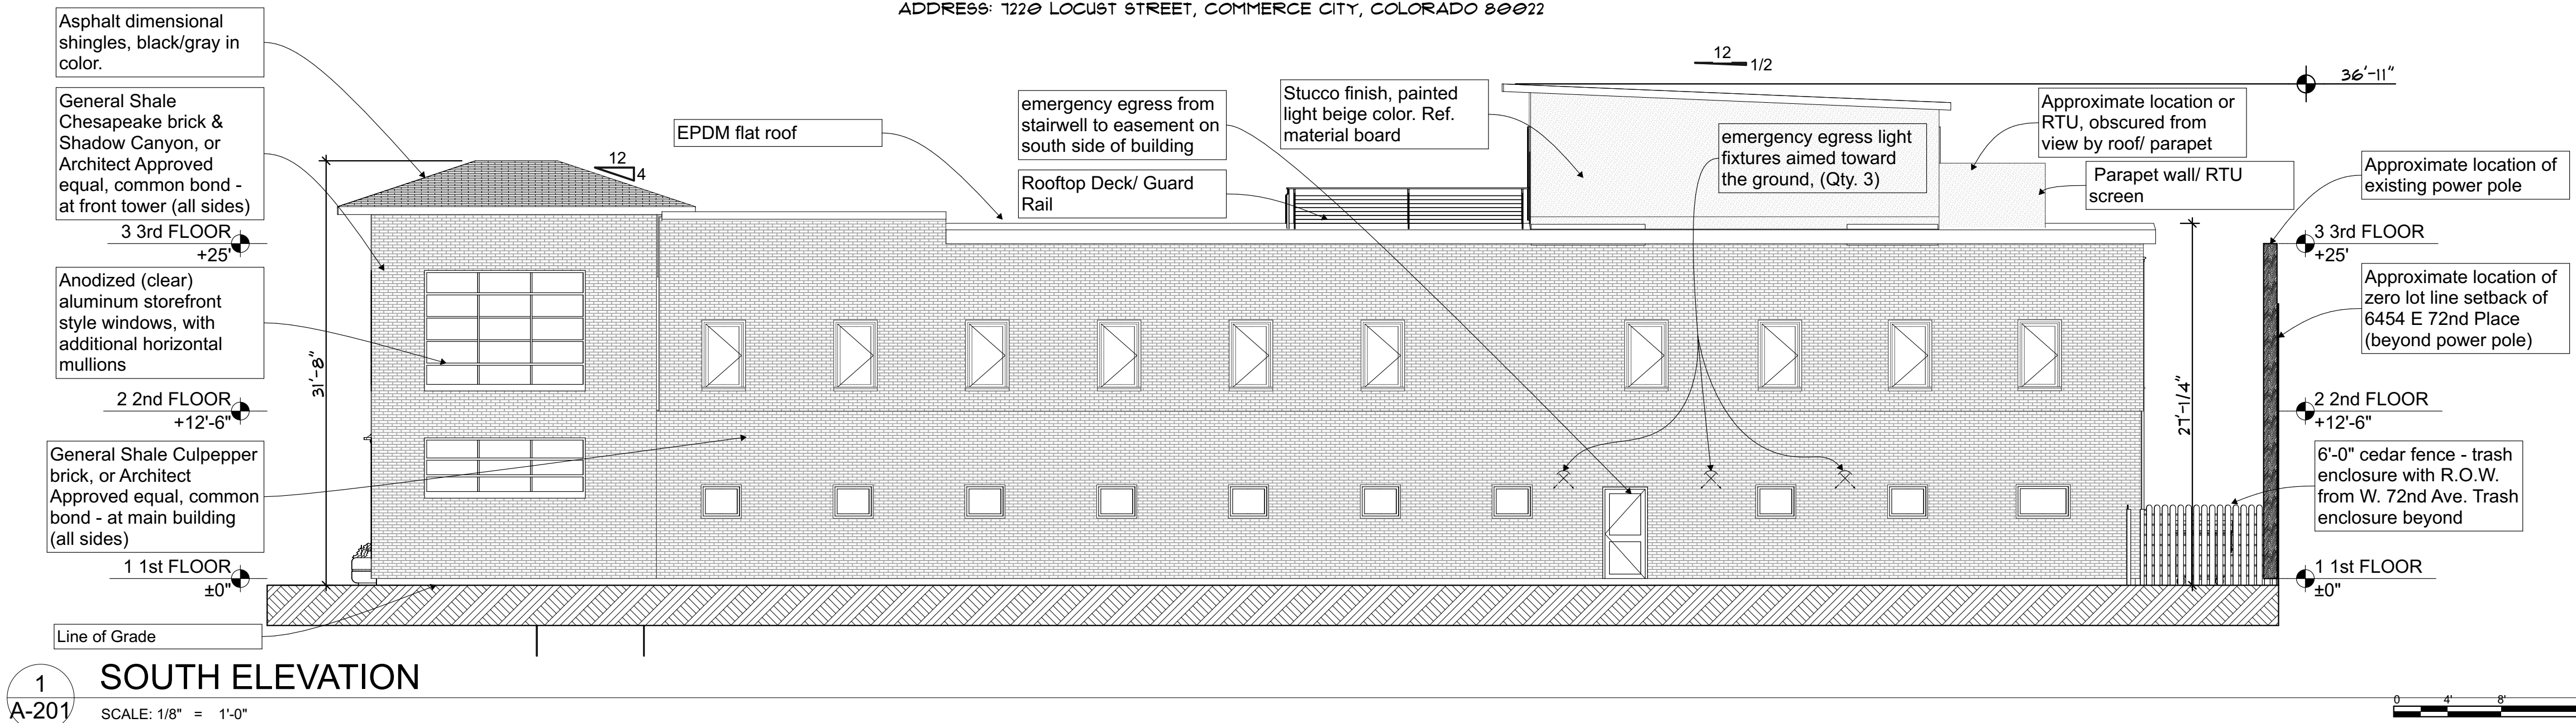 ADDRESS: 7220 LOCUST STREET, COMMERCE CITY, COLORADO 80022
Asphalt dimensional
shingles, black/gray in
color.
General Shale
Chesapeake brick &
Shadow Canyon, or
Architect Approved
equal, common bond -
at front tower (all sides)
3 3rd FLOOR
+25'
Anodized (clear)
aluminum storefront
style windows, with
additional horizontal
mullions
2 2nd FLOOR
+12'-6"
General Shale Culpepper
brick, or Architect
Approved equal, common
bond - at main building
(all sides)
1 1st FLOOR
±0"
Line of Grade
31'-8"
12
4
EPDM flat roof
emergency egress from
stairwell to easement on
south side of building
Rooftop Deck/ Guard
Rail
Stucco finish, painted
light beige color. Ref.
material board
12
1/2
emergency egress light
fixtures aimed toward
the ground, (Qty. 3)
36'-11"
Approximate location or
RTU, obscured from
view by roof/ parapet
Parapet wall/ RTU
screen
Approximate location of
existing power pole
3 3rd FLOOR
+25'
Approximate location of
zero lot line setback of
6454 E 72nd Place
(beyond power pole)
27'-1/4"
2 2nd FLOOR
+12'-6"
6'-0" cedar fence - trash
enclosure with R.O.W.
from W. 72nd Ave. Trash
enclosure beyond
1 1st FLOOR
±0"
1
A-201
SOUTH ELEVATION
SCALE: 1/8" = 1'-0"
0 4' 8'